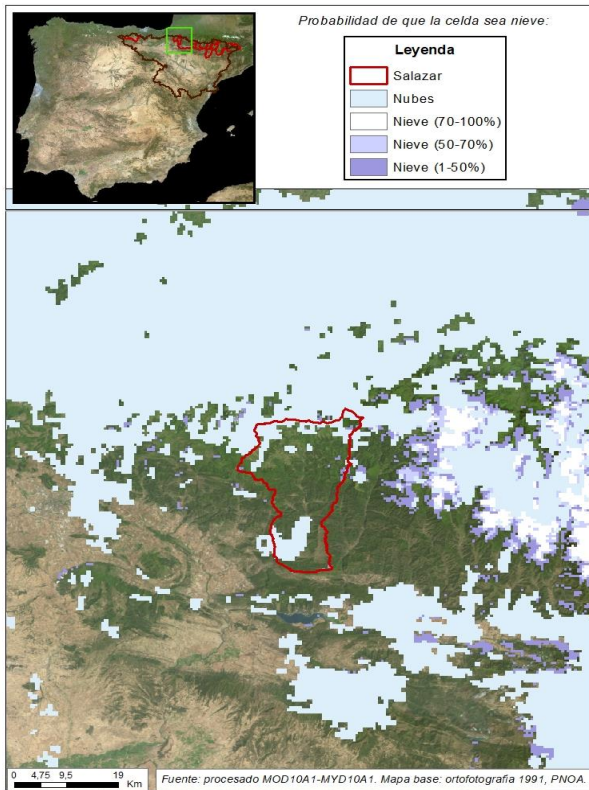 Probabilidad de que la celda sea nieve:
Leyenda
Salazar
Nubes
Nieve (70-100%)
Nieve (50-70%)
Nieve (1-50%)
0 4,75 9,5 19
Km
Fuente: procesado MOD10A1-MYD10A1. Mapa base: ortofotografia 1991, PNOA.